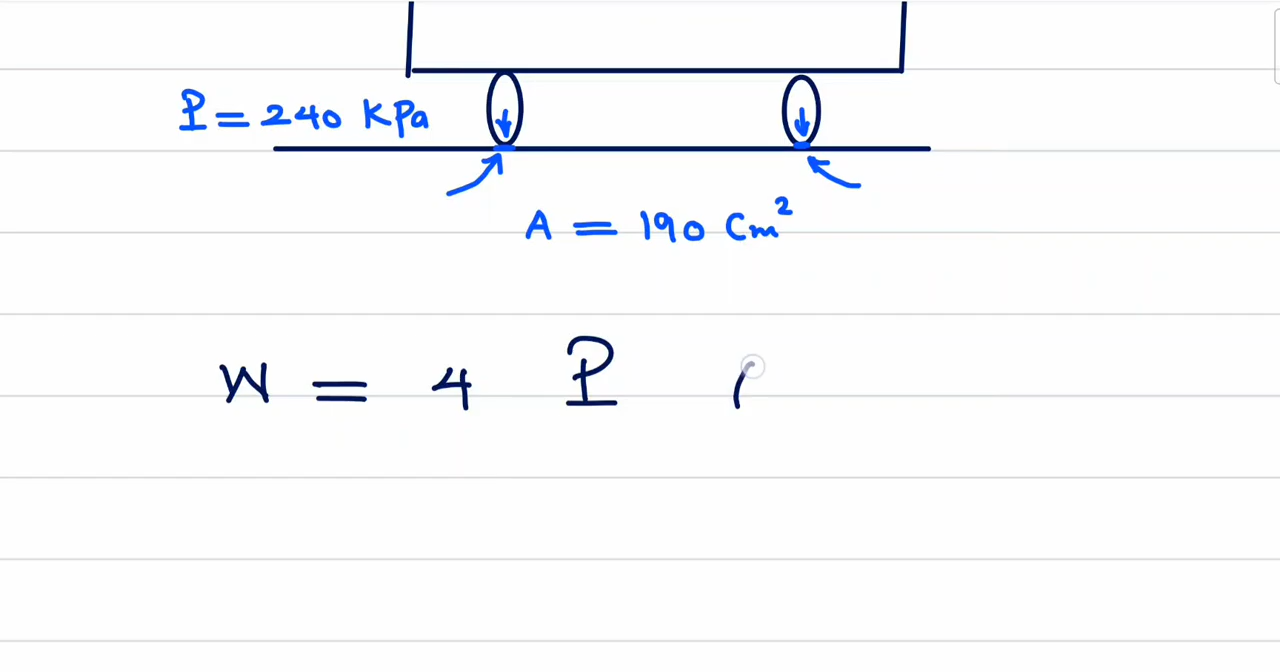 P = 240 KPa
A = 190 Cm²
W = 4 P